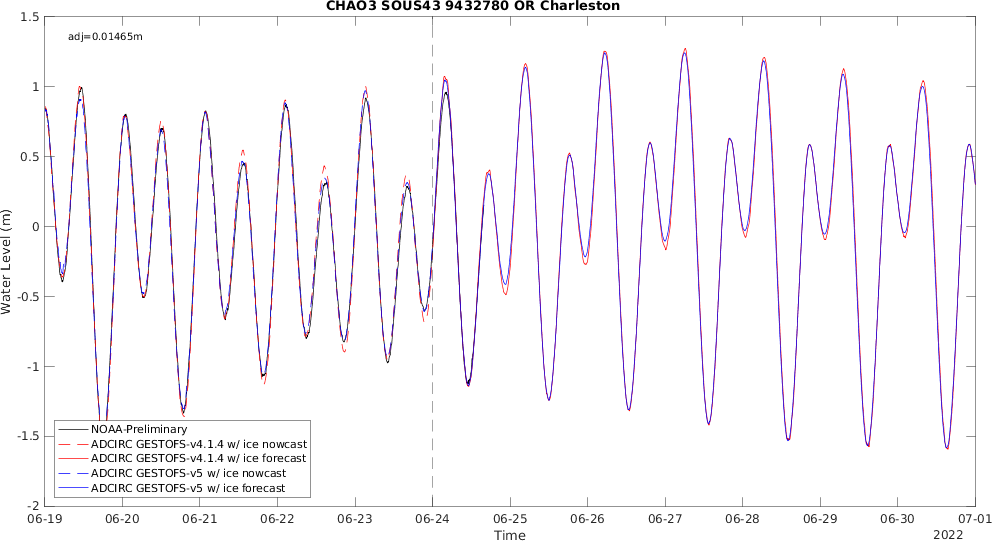 CHAO3 SOUS43 9432780 OR Charleston
adj=0.01465m
1.5
1
0.5
0
-0.5
-1
-1.5
-2
Water Level (m)
NOAA-Preliminary
ADCIRC GESTOFS-v4.1.4 w/ ice nowcast
ADCIRC GESTOFS-v4.1.4 w/ ice forecast
ADCIRC GESTOFS-v5 w/ ice nowcast
ADCIRC GESTOFS-v5 w/ ice forecast
06-19 06-20 06-21 06-22 06-23 06-24 06-25 06-26 06-27 06-28 06-29 06-30 07-01
Time
2022